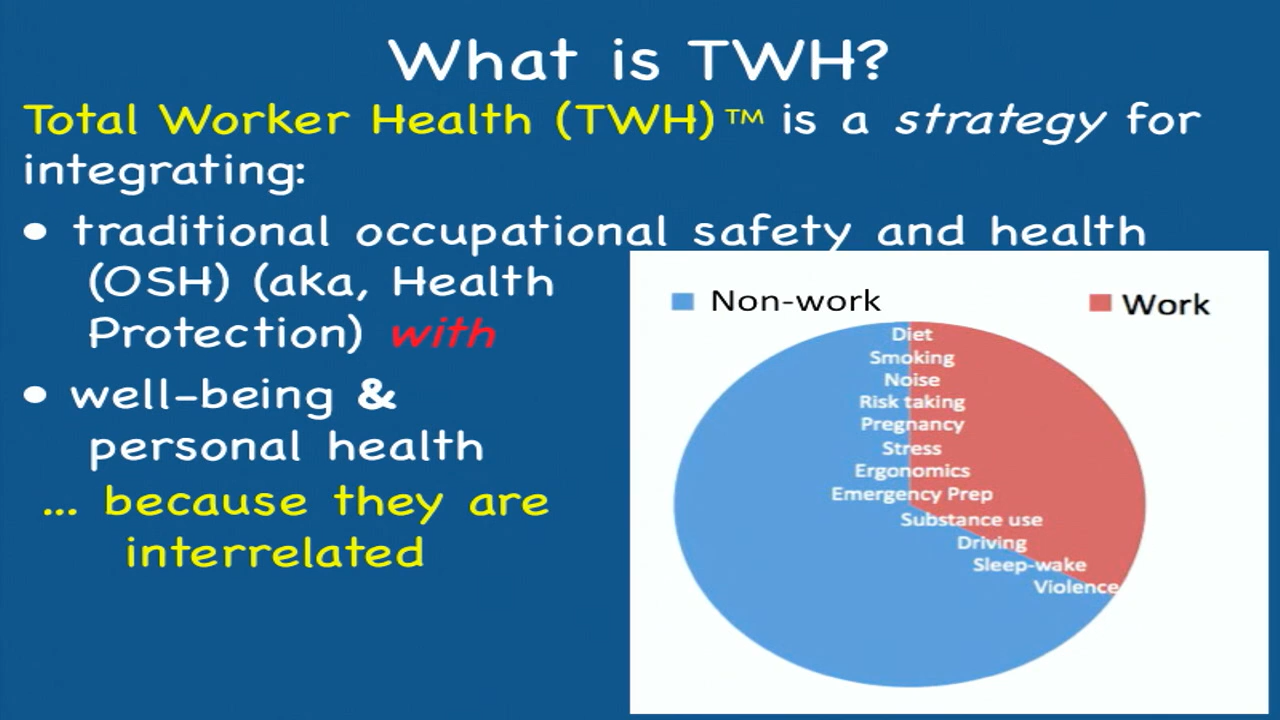 What is TWH?
Total Worker Health (TWH)™ is a strategy for
integrating:
• traditional occupational safety and health
(OSH) (aka, Health
Protection) with
• well-being &
personal health
... because they are
interrelated
Non-work
Work
Diet
Smoking
Noise
Risk taking
Pregnancy
Stress
Ergonomics
Emergency Prep
Substance use
Driving
Sleep-wake
Violence